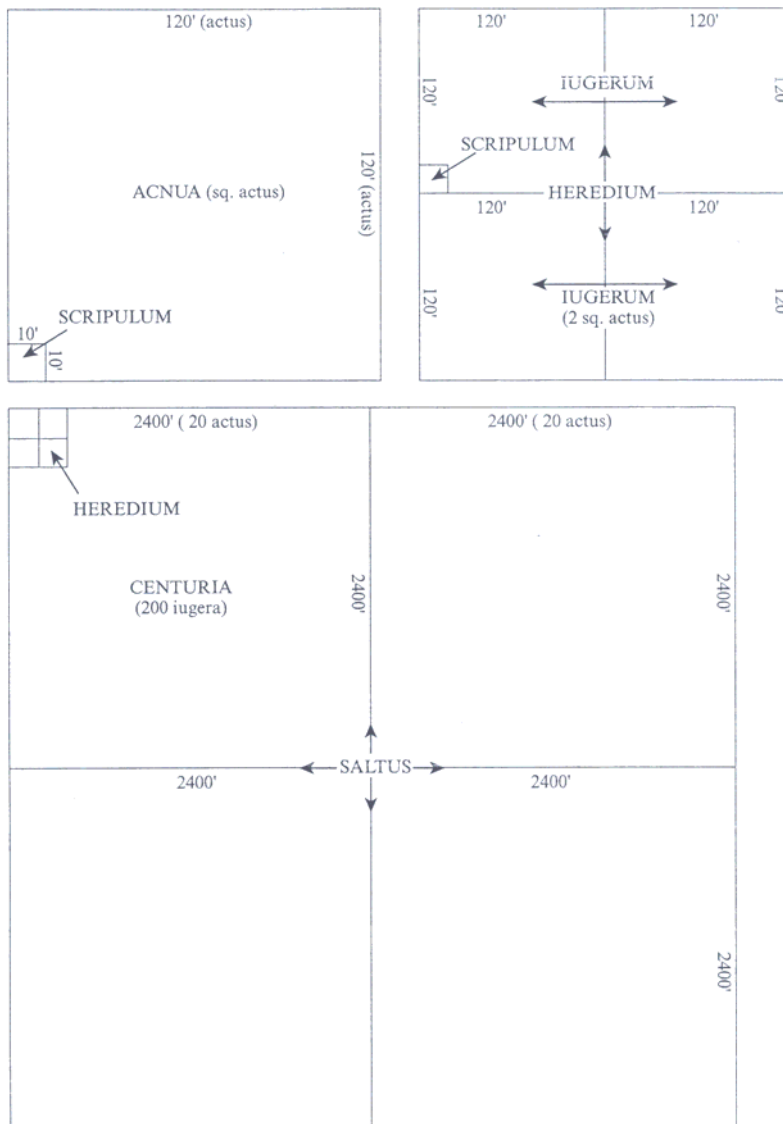 120' (actus)
120' (actus)
ACNUA (sq. actus)
SCRIPULUM
10'
10'
120'
120'
IUGERUM
120'
120'
SCRIPULUM
HEREDIUM
120'
120'
120'
120'
IUGERUM
(2 sq. actus)
2400' ( 20 actus)
2400' ( 20 actus)
HEREDIUM
CENTURIA
(200 iugera)
2400'
2400'
SALTUS
2400'
2400'
2400'